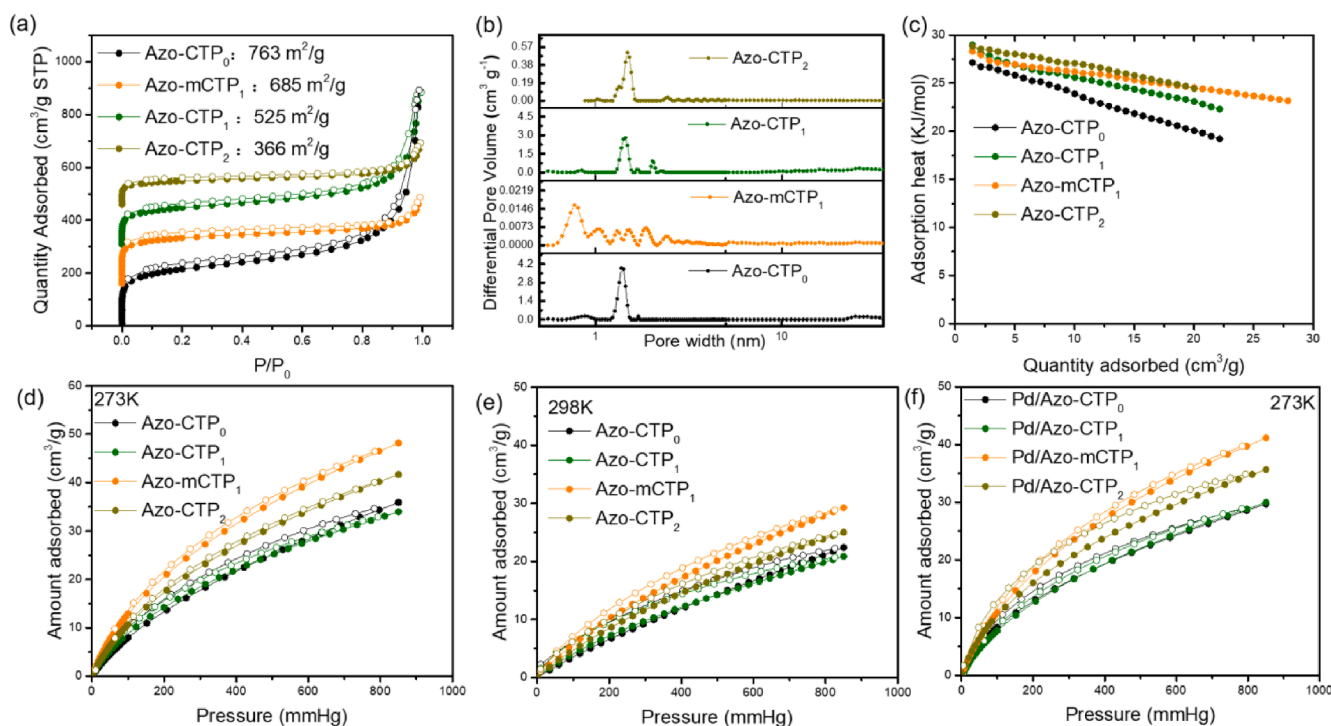 (a)
Azo-CTP₀: 763 m²/g
Azo-mCTP₁: 685 m²/g
Azo-CTP₁: 525 m²/g
Azo-CTP₂: 366 m²/g
Quantity Adsorbed (cm³/g STP)
1000
800
600
400
200
0
0.0 0.2 0.4 0.6 0.8 1.0
P/P₀
(b)
Differential Pore Volume (cm³ g⁻¹)
0.57
0.38
0.19
0.00
Azo-CTP₂
4.5
3.0
1.5
0.0
Azo-CTP₁
0.0219
0.0146
0.0073
0.0000
Azo-mCTP₁
4.2
2.8
1.4
0.0
Azo-CTP₀
1 10
Pore width (nm)
(c)
Adsorption heat (KJ/mol)
30
25
20
15
10
5
0
Azo-CTP₀
Azo-CTP₁
Azo-mCTP₁
Azo-CTP₂
0 5 10 15 20 25 30
Quantity adsorbed (cm³/g)
(d)
273K
Azo-CTP₀
Azo-CTP₁
Azo-mCTP₁
Azo-CTP₂
Amount adsorbed (cm³/g)
60
50
40
30
20
10
0
0 200 400 600 800 1000
Pressure (mmHg)
(e)
298K
Azo-CTP₀
Azo-CTP₁
Azo-mCTP₁
Azo-CTP₂
Amount adsorbed (cm³/g)
50
40
30
20
10
0
0 200 400 600 800 1000
Pressure (mmHg)
(f)
273K
Pd/Azo-CTP₀
Pd/Azo-CTP₁
Pd/Azo-mCTP₁
Pd/Azo-CTP₂
Amount adsorbed (cm³/g)
50
40
30
20
10
0
0 200 400 600 800 1000
Pressure (mmHg)